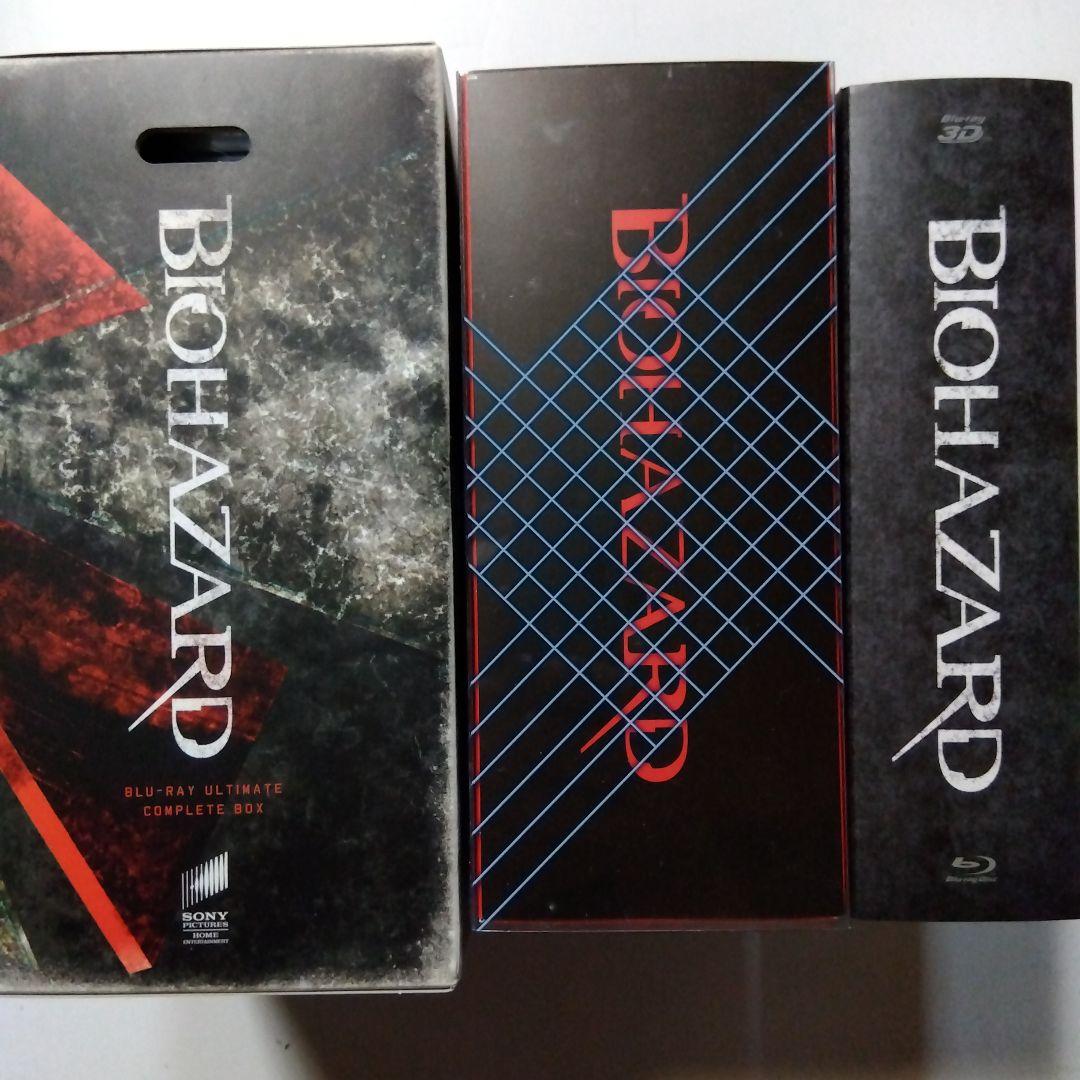 BIOHAZARD
BLU-RAY ULTIMATE
COMPLETE BOX
SONY
PICTURES
HOME
ENTERTAINMENT
BIOHAZARD
Blu-ray
3D
BIOHAZARD
Blu-ray Disc